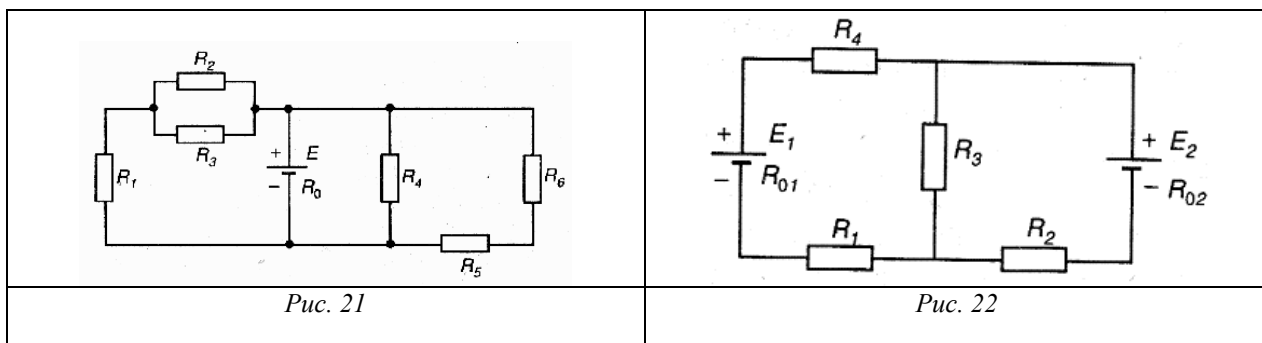 R₂
R₃
R₁
+ E
− R₀
R₄
R₆
R₅
Рис. 21
R₄
+ E₁
− R₀₁
R₃
+ E₂
− R₀₂
R₁
R₂
Рис. 22